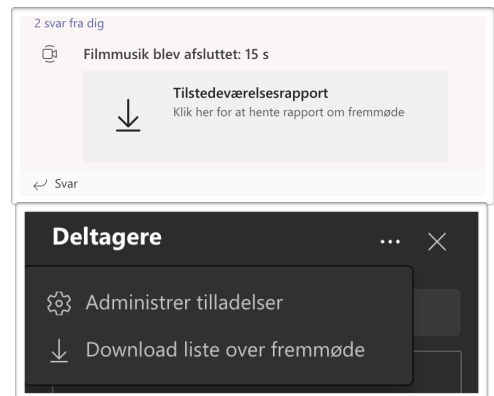 2 svar fra dig
Filmmusik blev afsluttet: 15 s
Tilstedeværelsesrapport
Klik her for at hente rapport om fremmøde
Svar
Deltagere
Administrer tilladelser
Download liste over fremmøde